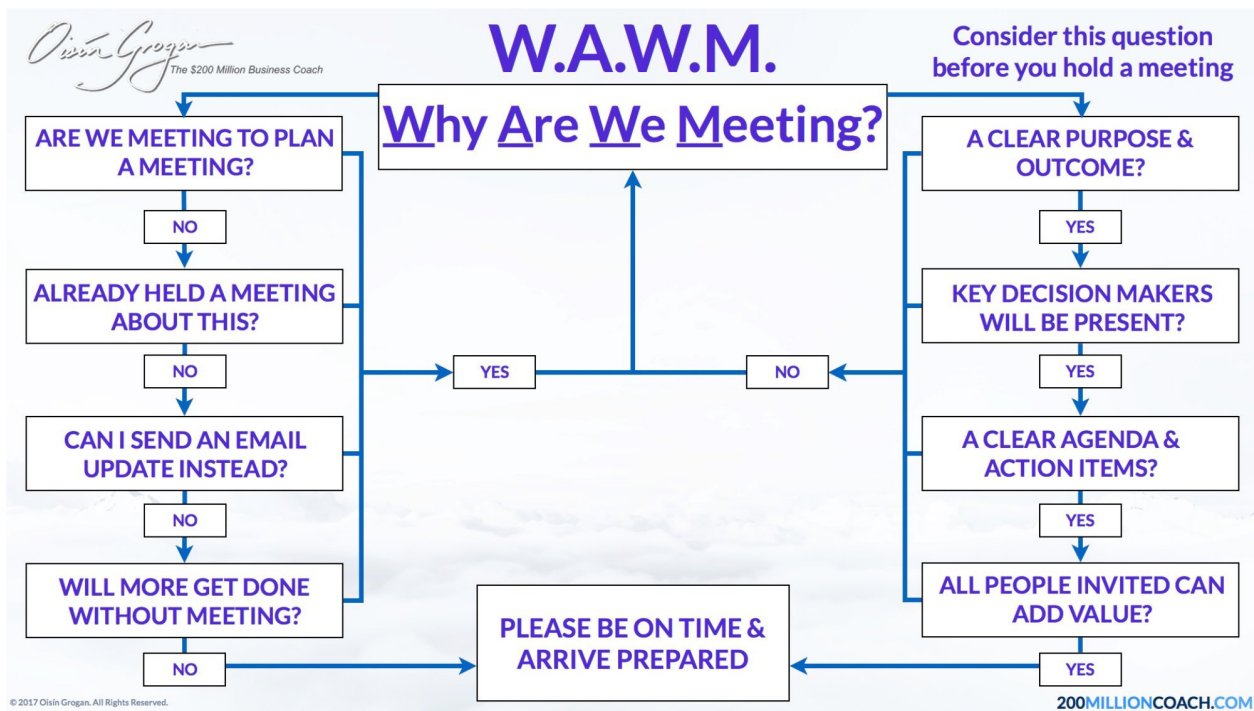 Oisín Grogan
The $200 Million Business Coach
W.A.W.M.
Consider this question
before you hold a meeting
Why Are We Meeting?
ARE WE MEETING TO PLAN
A MEETING?
NO
ALREADY HELD A MEETING
ABOUT THIS?
NO
CAN I SEND AN EMAIL
UPDATE INSTEAD?
NO
WILL MORE GET DONE
WITHOUT MEETING?
NO
YES
NO
A CLEAR PURPOSE &
OUTCOME?
YES
KEY DECISION MAKERS
WILL BE PRESENT?
YES
A CLEAR AGENDA &
ACTION ITEMS?
YES
ALL PEOPLE INVITED CAN
ADD VALUE?
YES
PLEASE BE ON TIME &
ARRIVE PREPARED
© 2017 Oisín Grogan. All Rights Reserved.
200MILLIONCOACH.COM